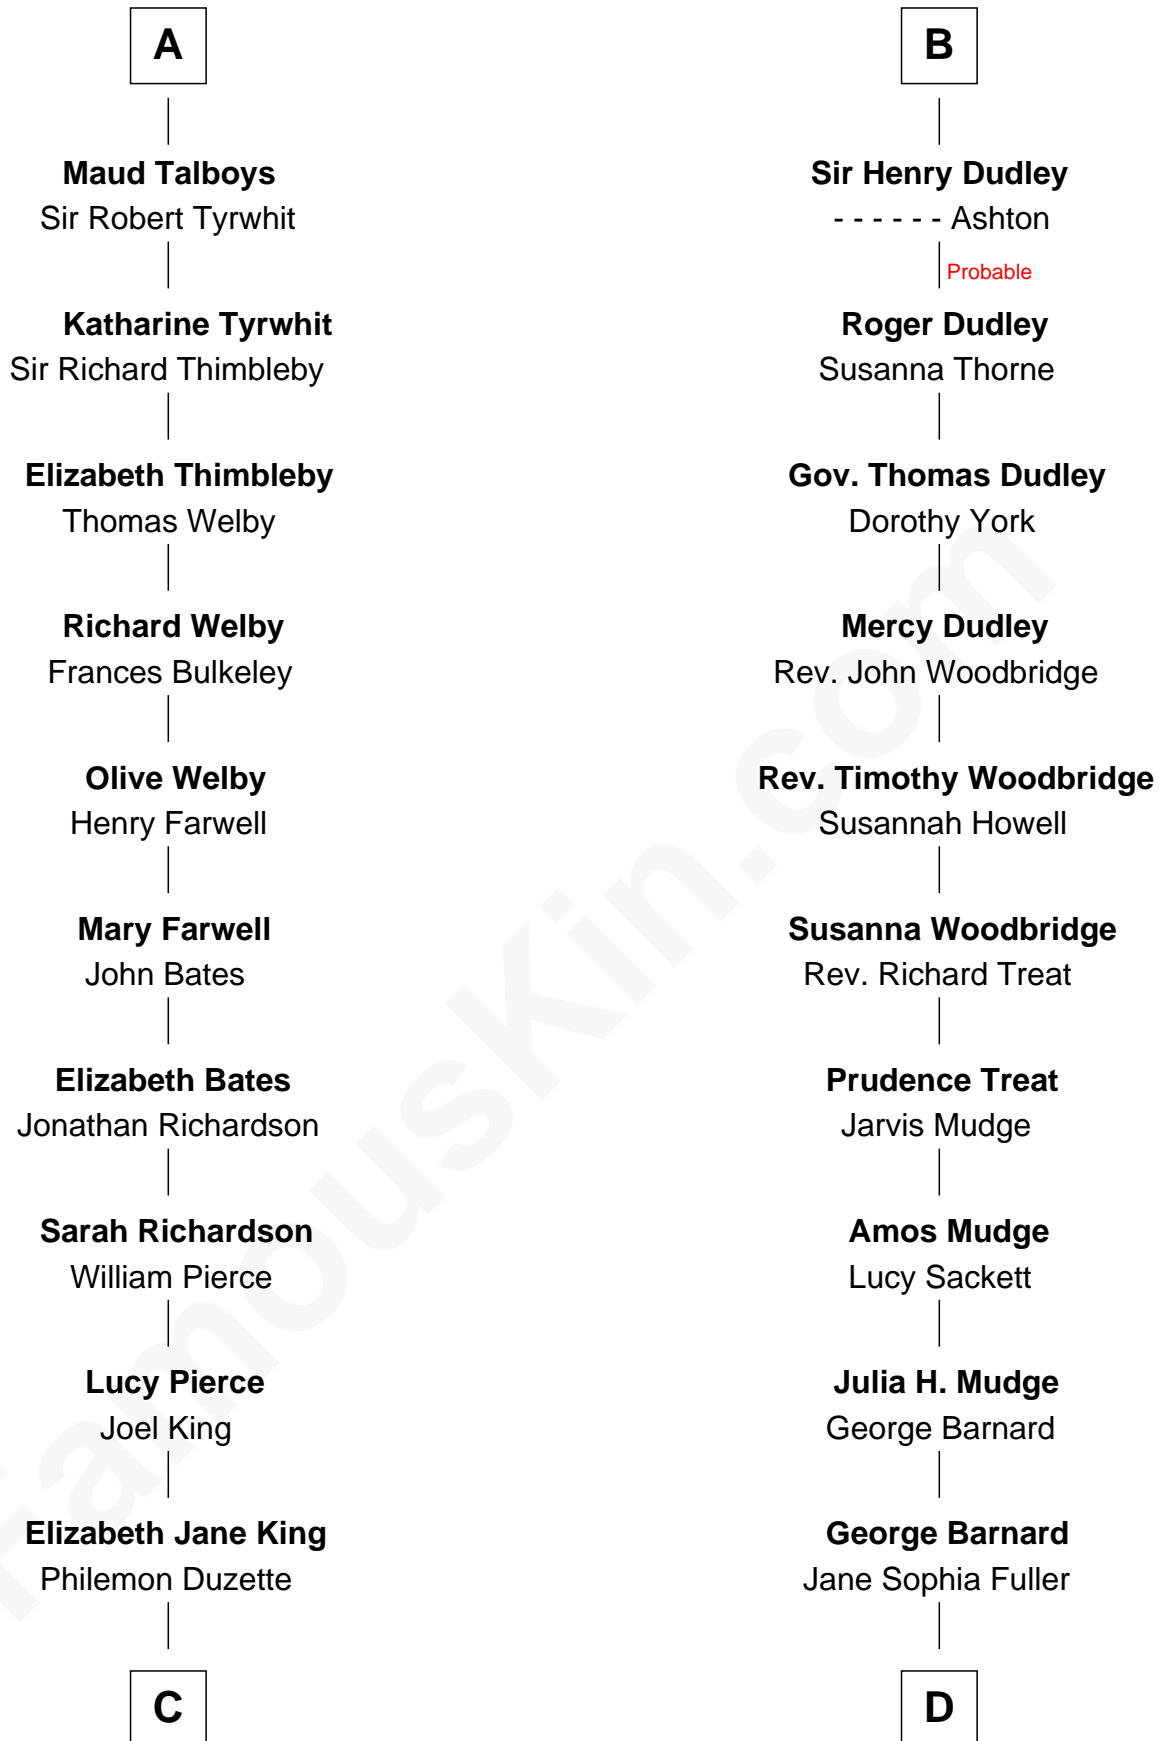 A
Maud Talboys
Sir Robert Tyrwhit
Katharine Tyrwhit
Sir Richard Thimbleby
Elizabeth Thimbleby
Thomas Welby
Richard Welby
Frances Bulkeley
Olive Welby
Henry Farwell
Mary Farwell
John Bates
Elizabeth Bates
Jonathan Richardson
Sarah Richardson
William Pierce
Lucy Pierce
Joel King
Elizabeth Jane King
Philemon Duzette
C
B
Sir Henry Dudley
- - - - - - Ashton
Probable
Roger Dudley
Susanna Thorne
Gov. Thomas Dudley
Dorothy York
Mercy Dudley
Rev. John Woodbridge
Rev. Timothy Woodbridge
Susannah Howell
Susanna Woodbridge
Rev. Richard Treat
Prudence Treat
Jarvis Mudge
Amos Mudge
Lucy Sackett
Julia H. Mudge
George Barnard
George Barnard
Jane Sophia Fuller
D
FamousKin.com